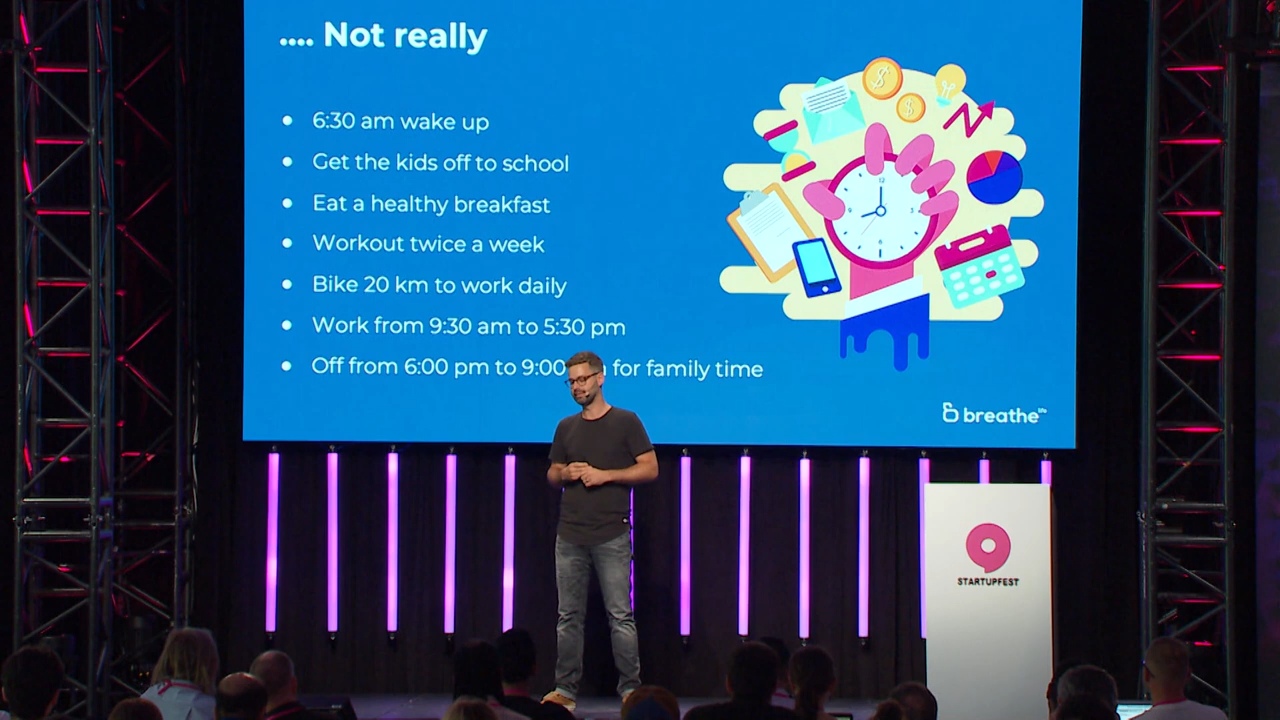 .... Not really
• 6:30 am wake up
• Get the kids off to school
• Eat a healthy breakfast
• Workout twice a week
• Bike 20 km to work daily
• Work from 9:30 am to 5:30 pm
• Off from 6:00 pm to 9:00 for family time
breathe
STARTUPFEST